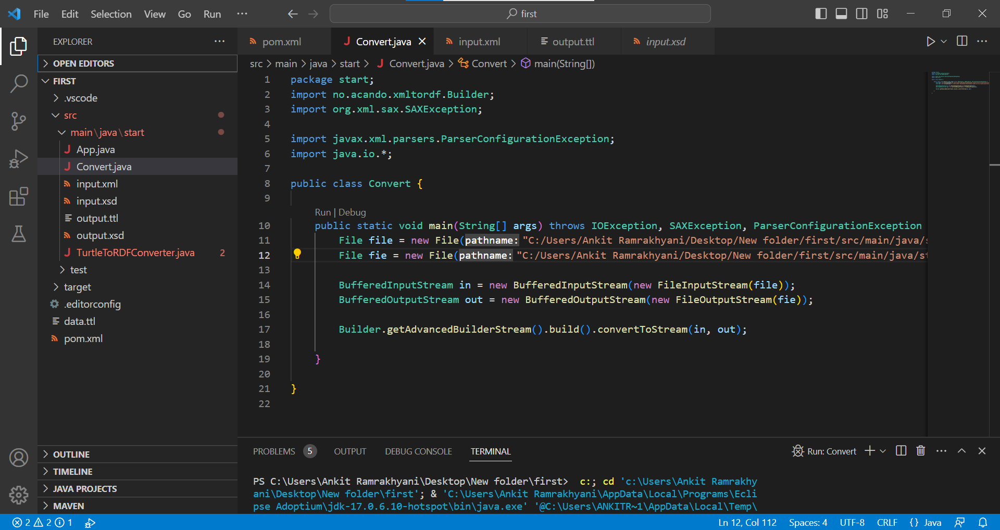 File Edit Selection View Go Run ··· first
EXPLORER ···
OPEN EDITORS
FIRST
.vscode
src
main\java\start
App.java
Convert.java
input.xml
input.xsd
output.ttl
output.xsd
TurtleToRDFConverter.java 2
test
target
.editorconfig
data.ttl
pom.xml
OUTLINE
TIMELINE
JAVA PROJECTS
MAVEN
pom.xml Convert.java input.xml output.ttl input.xsd
src > main > java > start > Convert.java > Convert > main(String[])
1 package start;
2 import no.acando.xmltordf.Builder;
3 import org.xml.sax.SAXException;
4
5 import javax.xml.parsers.ParserConfigurationException;
6 import java.io.*;
7
8 public class Convert {
9
Run | Debug
10 public static void main(String[] args) throws IOException, SAXException, ParserConfigurationException
11 File file = new File(pathname: "C:/Users/Ankit Ramrakhyani/Desktop/New folder/first/src/main/java/s
12 File fie = new File(pathname: "C:/Users/Ankit Ramrakhyani/Desktop/New folder/first/src/main/java/st
13
14 BufferedInputStream in = new BufferedInputStream(new FileInputStream(file));
15 BufferedOutputStream out = new BufferedOutputStream(new FileOutputStream(fie));
16
17 Builder.getAdvancedBuilderStream().build().convertToStream(in, out);
18
19 }
20
21 }
22
PROBLEMS 5 OUTPUT DEBUG CONSOLE TERMINAL Run: Convert
PS C:\Users\Ankit Ramrakhyani\Desktop\New folder\first> c:; cd 'c:\Users\Ankit Ramrakhy
ani\Desktop\New folder\first'; & 'C:\Users\Ankit Ramrakhyani\AppData\Local\Programs\Ecli
pse Adoptium\jdk-17.0.6.10-hotspot\bin\java.exe' '@C:\Users\ANKITR~1\AppData\Local\Temp\
2 2 1 Ln 12, Col 112 Spaces: 4 UTF-8 CRLF {} Java